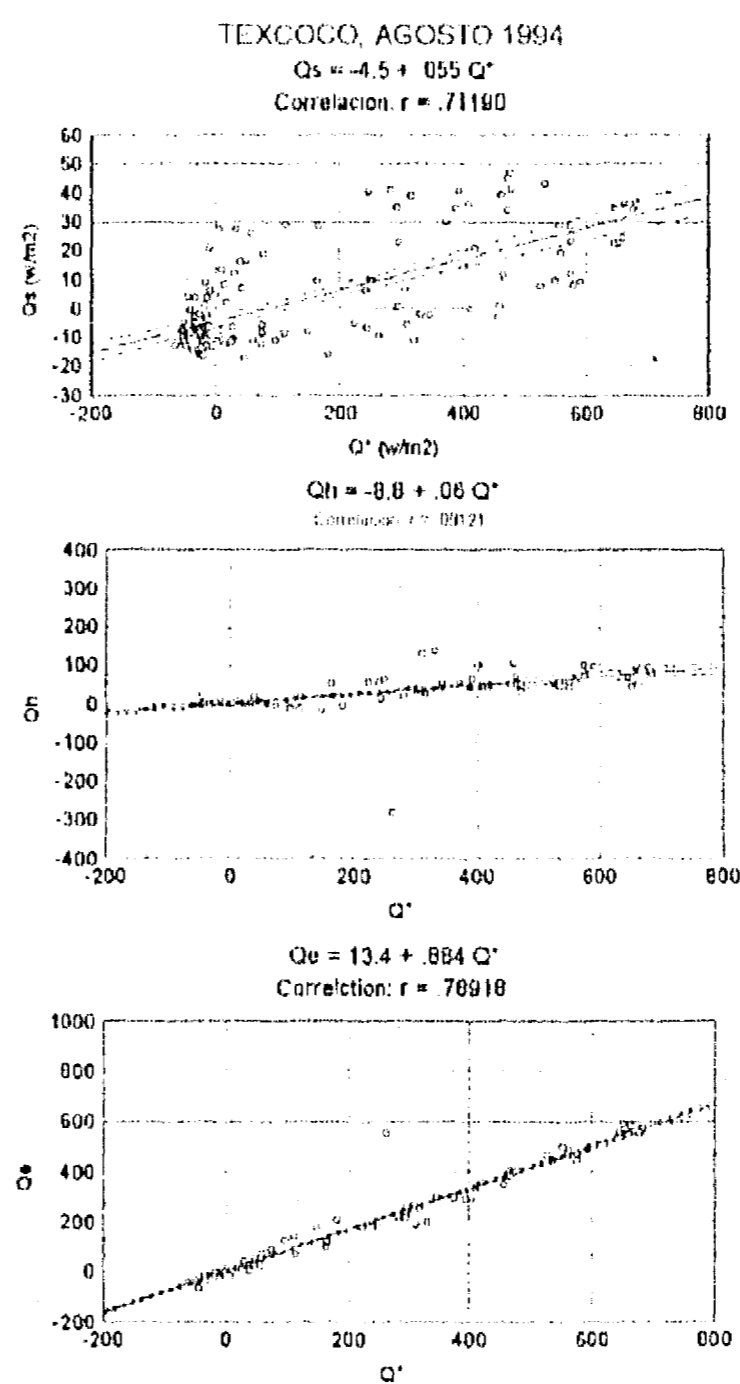 TEXCOCO, AGOSTO 1994
Qs = -4.5 + .055 Q*
Correlacion: r = .71190
60
50
40
30
20
10
0
-10
-20
-30
Qs (w/m2)
-200 0 200 400 600 800
Q* (w/m2)
Qh = -8.8 + .06 Q*
Correlacion: r =
400
300
200
100
0
-100
-200
-300
-400
Qh
-200 0 200 400 600 800
Q*
Qe = 13.4 + .884 Q*
Correlction: r = .78918
1000
800
600
400
200
0
-200
Qe
-200 0 200 400 600 800
Q*